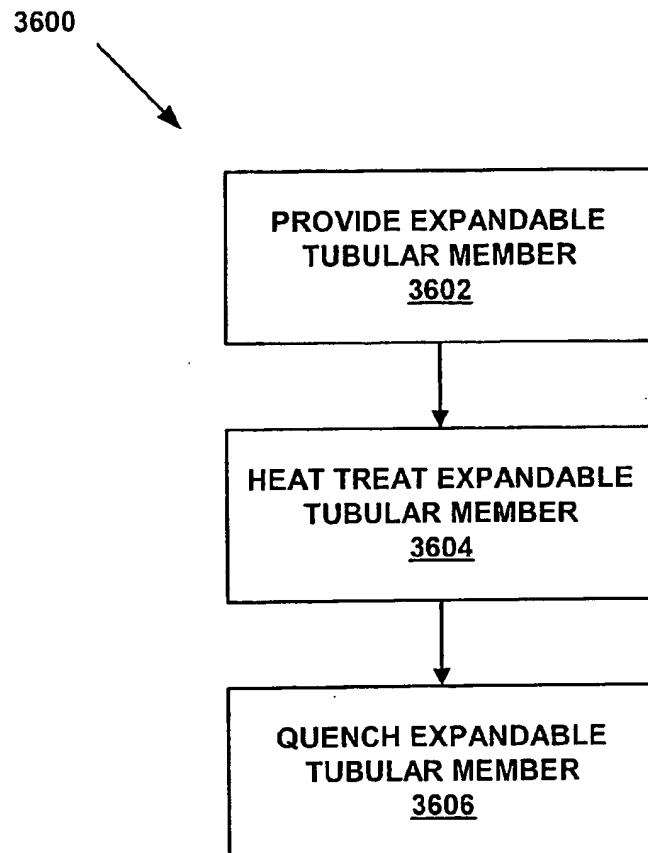 3600
PROVIDE EXPANDABLE
TUBULAR MEMBER
3602
HEAT TREAT EXPANDABLE
TUBULAR MEMBER
3604
QUENCH EXPANDABLE
TUBULAR MEMBER
3606